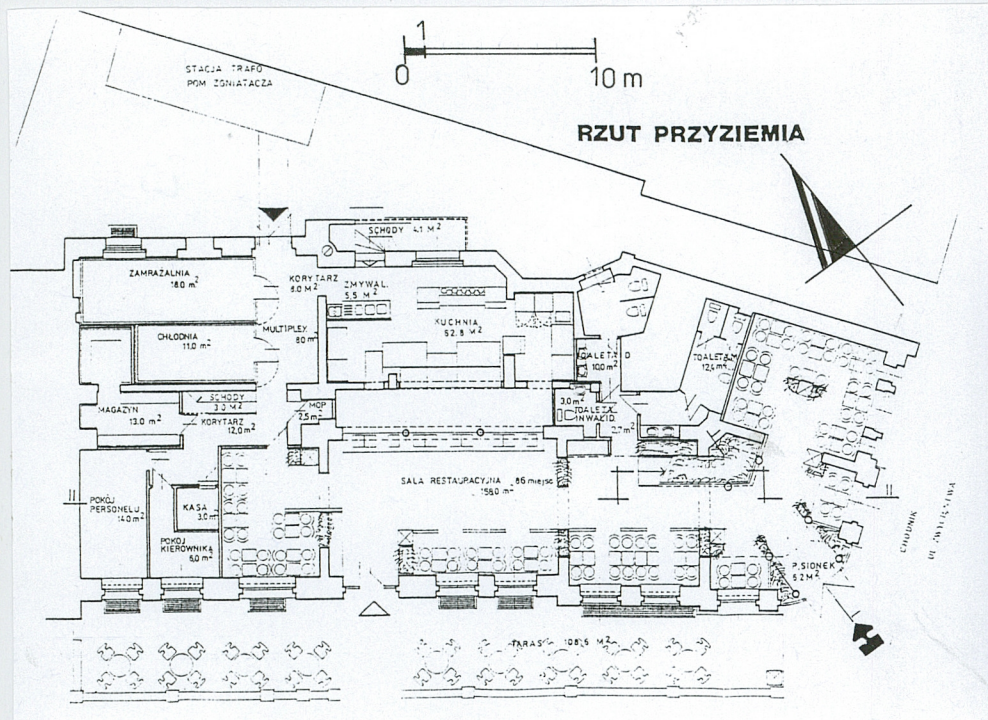 1
0
10 m
STACJA TRAFO
POM ZGNIATACZA
RZUT PRZYZIEMIA
SCHODY 4.1 M²
ZAMRAŻALNIA
18.0 m²
KORYTARZ
6.0 M²
ZMYWAL.
5,5 M²
CHŁODNIA
11.0 m²
MULTIPLEX
8.0 m²
KUCHNIA
52.8 M²
TOALETA D
10.0 m²
TOALETA M
12,4 m²
SCHODY
3.0 M²
MAGAZYN
13.0 m²
KORYTARZ
12,0 m²
MOP
2,5 m²
3,0 m²
TOALETA
INWALID.
2.7 m²
SALA RESTAURACYJNA 86 miejsc
158.0 m²
POKÓJ
PERSONELU
14.0 m²
KASA
3.0 m²
POKÓJ
KIEROWNIKA
6,0 m²
P.SIONEK
5.2 M²
CHODNIK
TARAS 108,6 M²